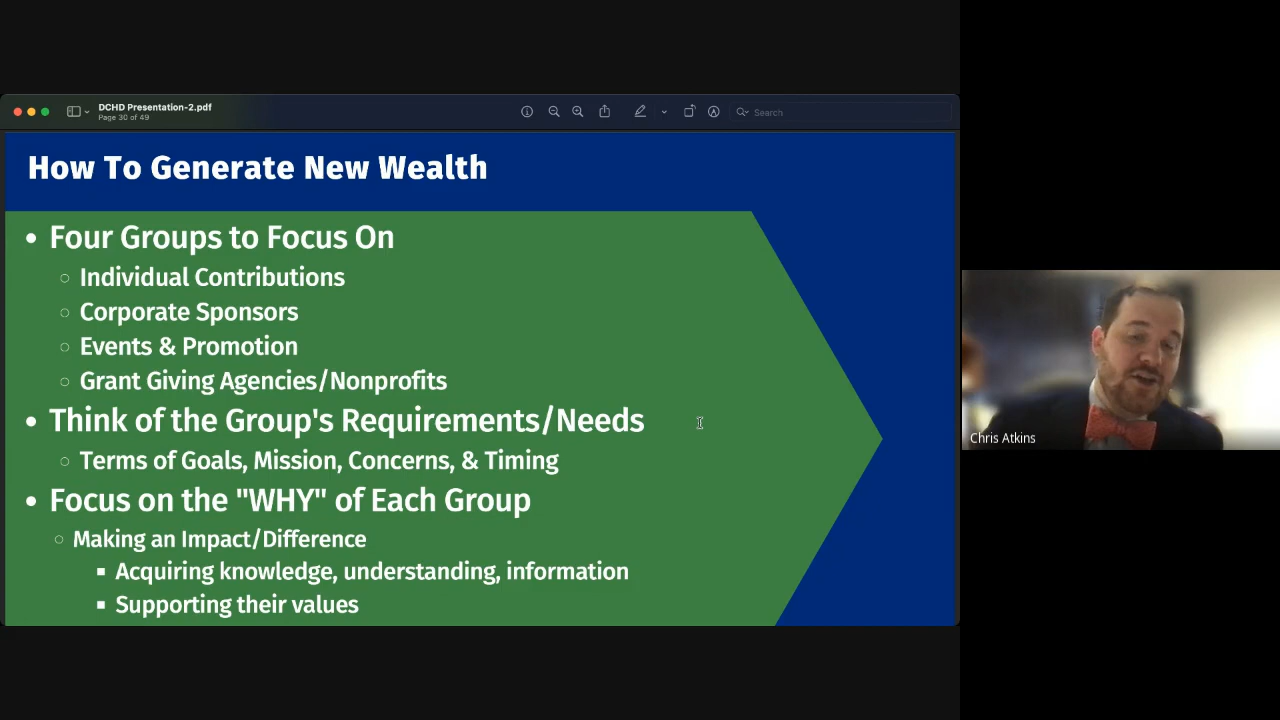 DCHD Presentation-2.pdf
Page 30 of 49
Search
How To Generate New Wealth
• Four Groups to Focus On
○ Individual Contributions
○ Corporate Sponsors
○ Events & Promotion
○ Grant Giving Agencies/Nonprofits
• Think of the Group's Requirements/Needs
○ Terms of Goals, Mission, Concerns, & Timing
• Focus on the "WHY" of Each Group
○ Making an Impact/Difference
▪ Acquiring knowledge, understanding, information
▪ Supporting their values
Chris Atkins